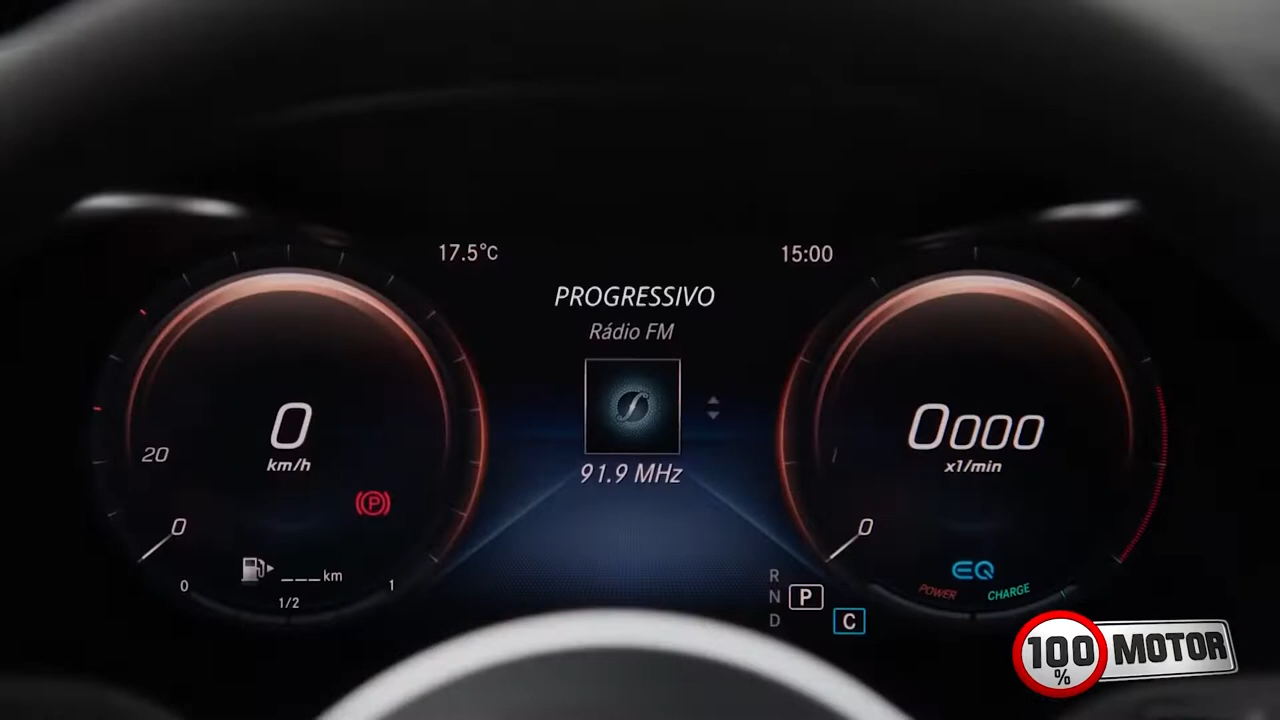 17.5°C
15:00
PROGRESSIVO
Rádio FM
91.9 MHz
0
km/h
20
0
P
___km
0
1/2
1
0000
x1/min
0
EQ
POWER
CHARGE
R
N
P
D
C
100
%
MOTOR